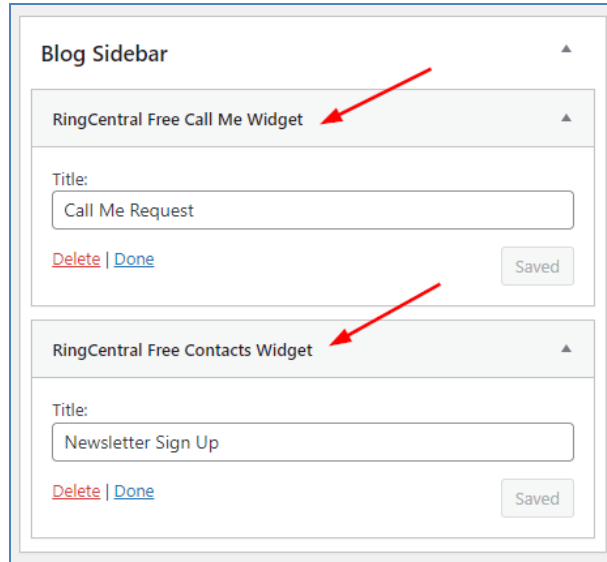 Blog Sidebar
RingCentral Free Call Me Widget
Title:
Call Me Request
Delete | Done
Saved
RingCentral Free Contacts Widget
Title:
Newsletter Sign Up
Delete | Done
Saved